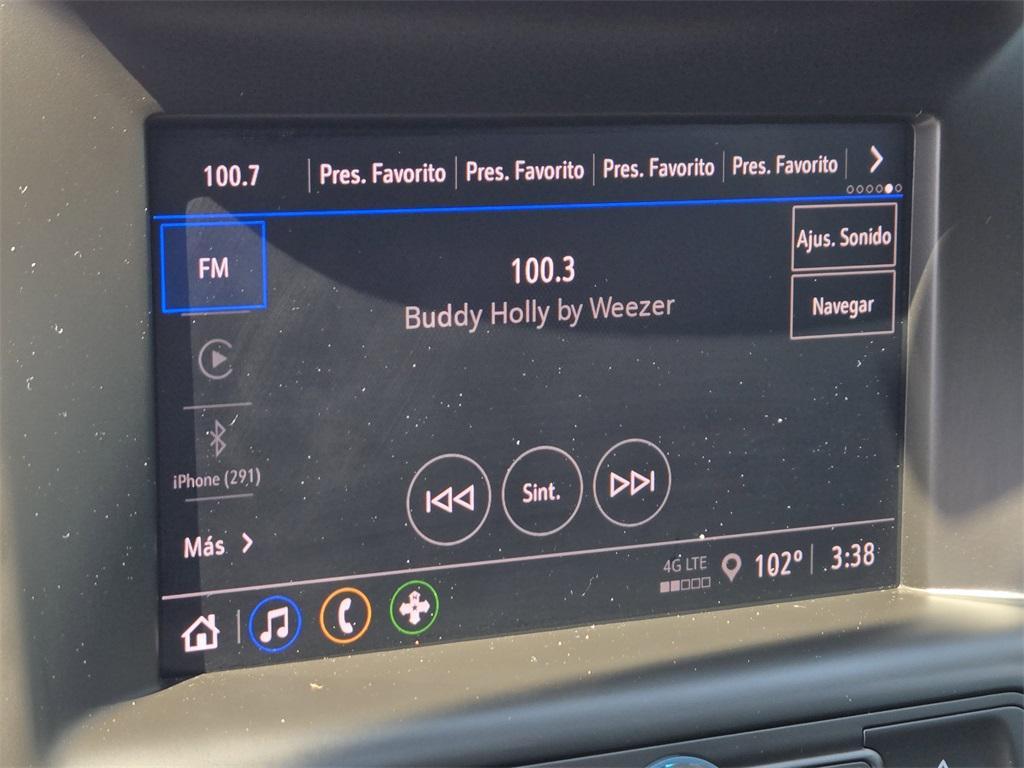 100.7 Pres. Favorito Pres. Favorito Pres. Favorito Pres. Favorito
FM
100.3
Buddy Holly by Weezer
Ajus. Sonido
Navegar
iPhone (291)
Sint.
Más
4G LTE
102° 3:38
N